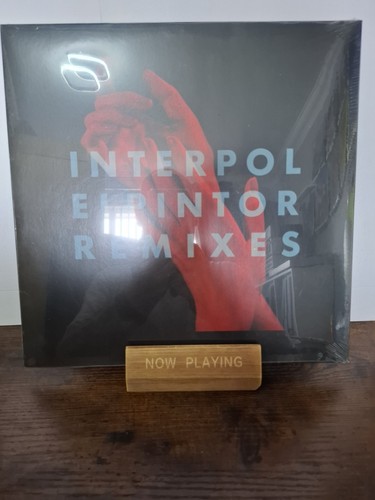 INTERPOL
EL PINTOR
REMIXES
NOW PLAYING